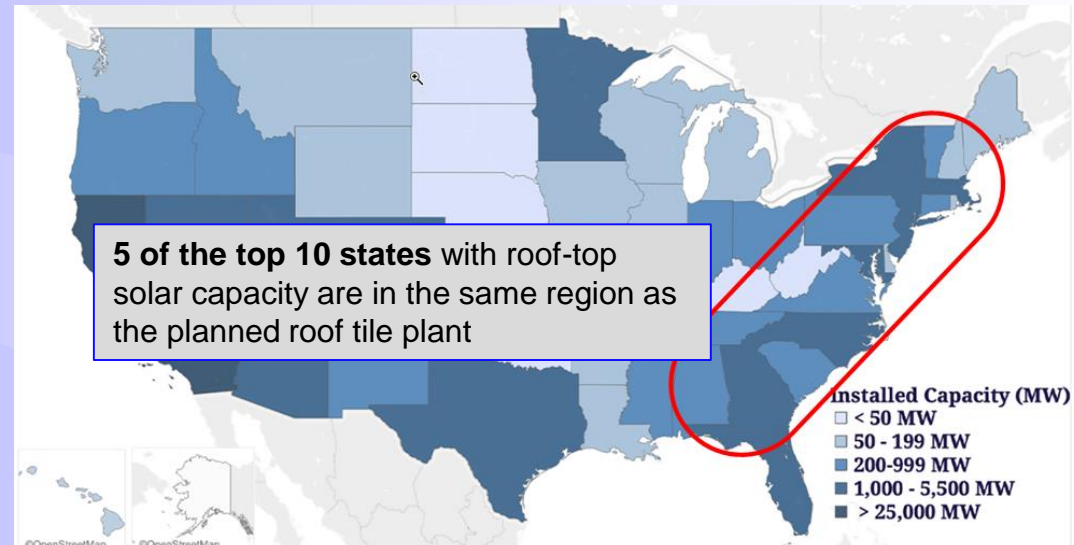 5 of the top 10 states with roof-top
solar capacity are in the same region as
the planned roof tile plant
Installed Capacity (MW)
< 50 MW
50 - 199 MW
200-999 MW
1,000 - 5,500 MW
> 25,000 MW
©OpenStreetMap ©OpenStreetMap